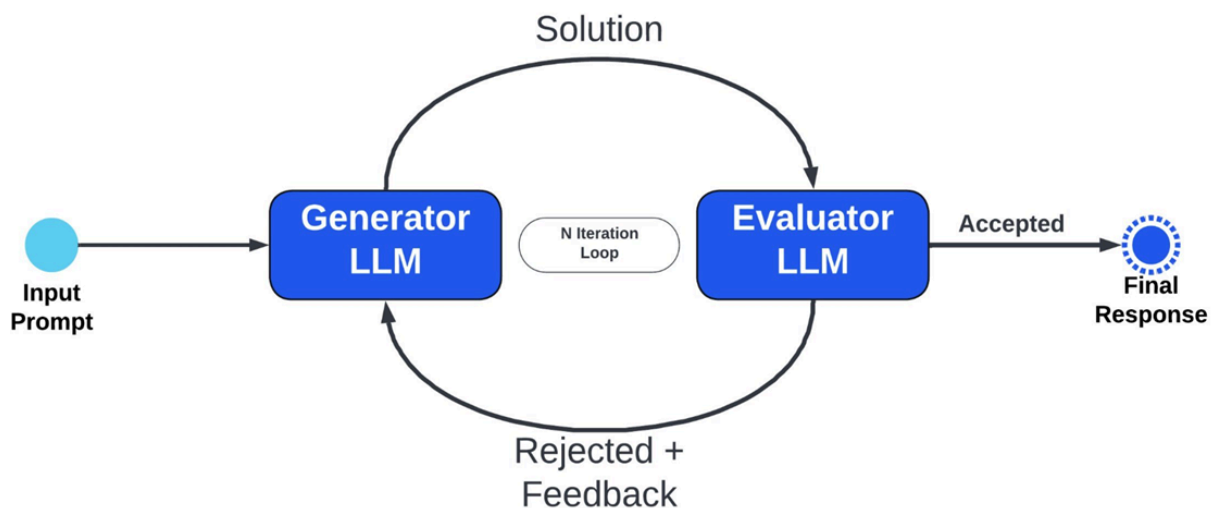 Solution
Generator
LLM
N Iteration
Loop
Evaluator
LLM
Accepted
Input
Prompt
Final
Response
Rejected +
Feedback